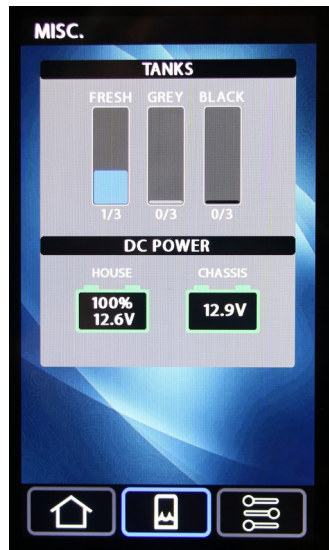 MISC.
TANKS
FRESH GREY BLACK
1/3 0/3 0/3
DC POWER
HOUSE CHASSIS
100%
12.6V 12.9V